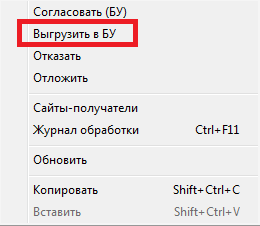 Согласовать (БУ)
Выгрузить в БУ
Отказать
Отложить
Сайты-получатели
Журнал обработки Ctrl+F11
Обновить
Копировать Shift+Ctrl+C
Вставить Shift+Ctrl+V